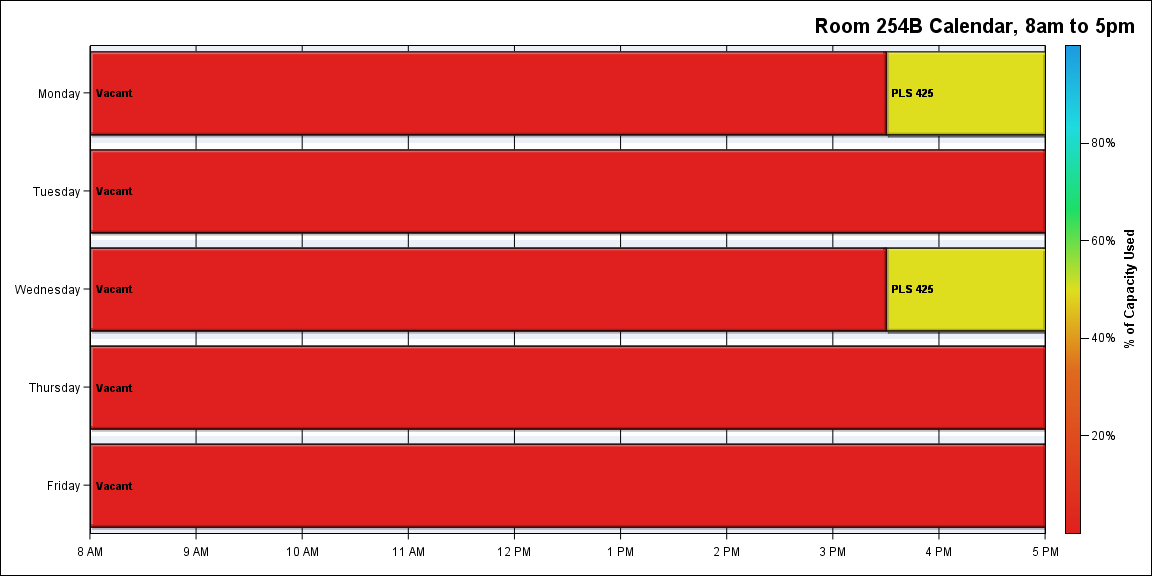 Room 254B Calendar, 8am to 5pm
Monday
Vacant
PLS 425
Tuesday
Vacant
Wednesday
Vacant
PLS 425
Thursday
Vacant
Friday
Vacant
8 AM
9 AM
10 AM
11 AM
12 PM
1 PM
2 PM
3 PM
4 PM
5 PM
80%
60%
40%
20%
% of Capacity Used